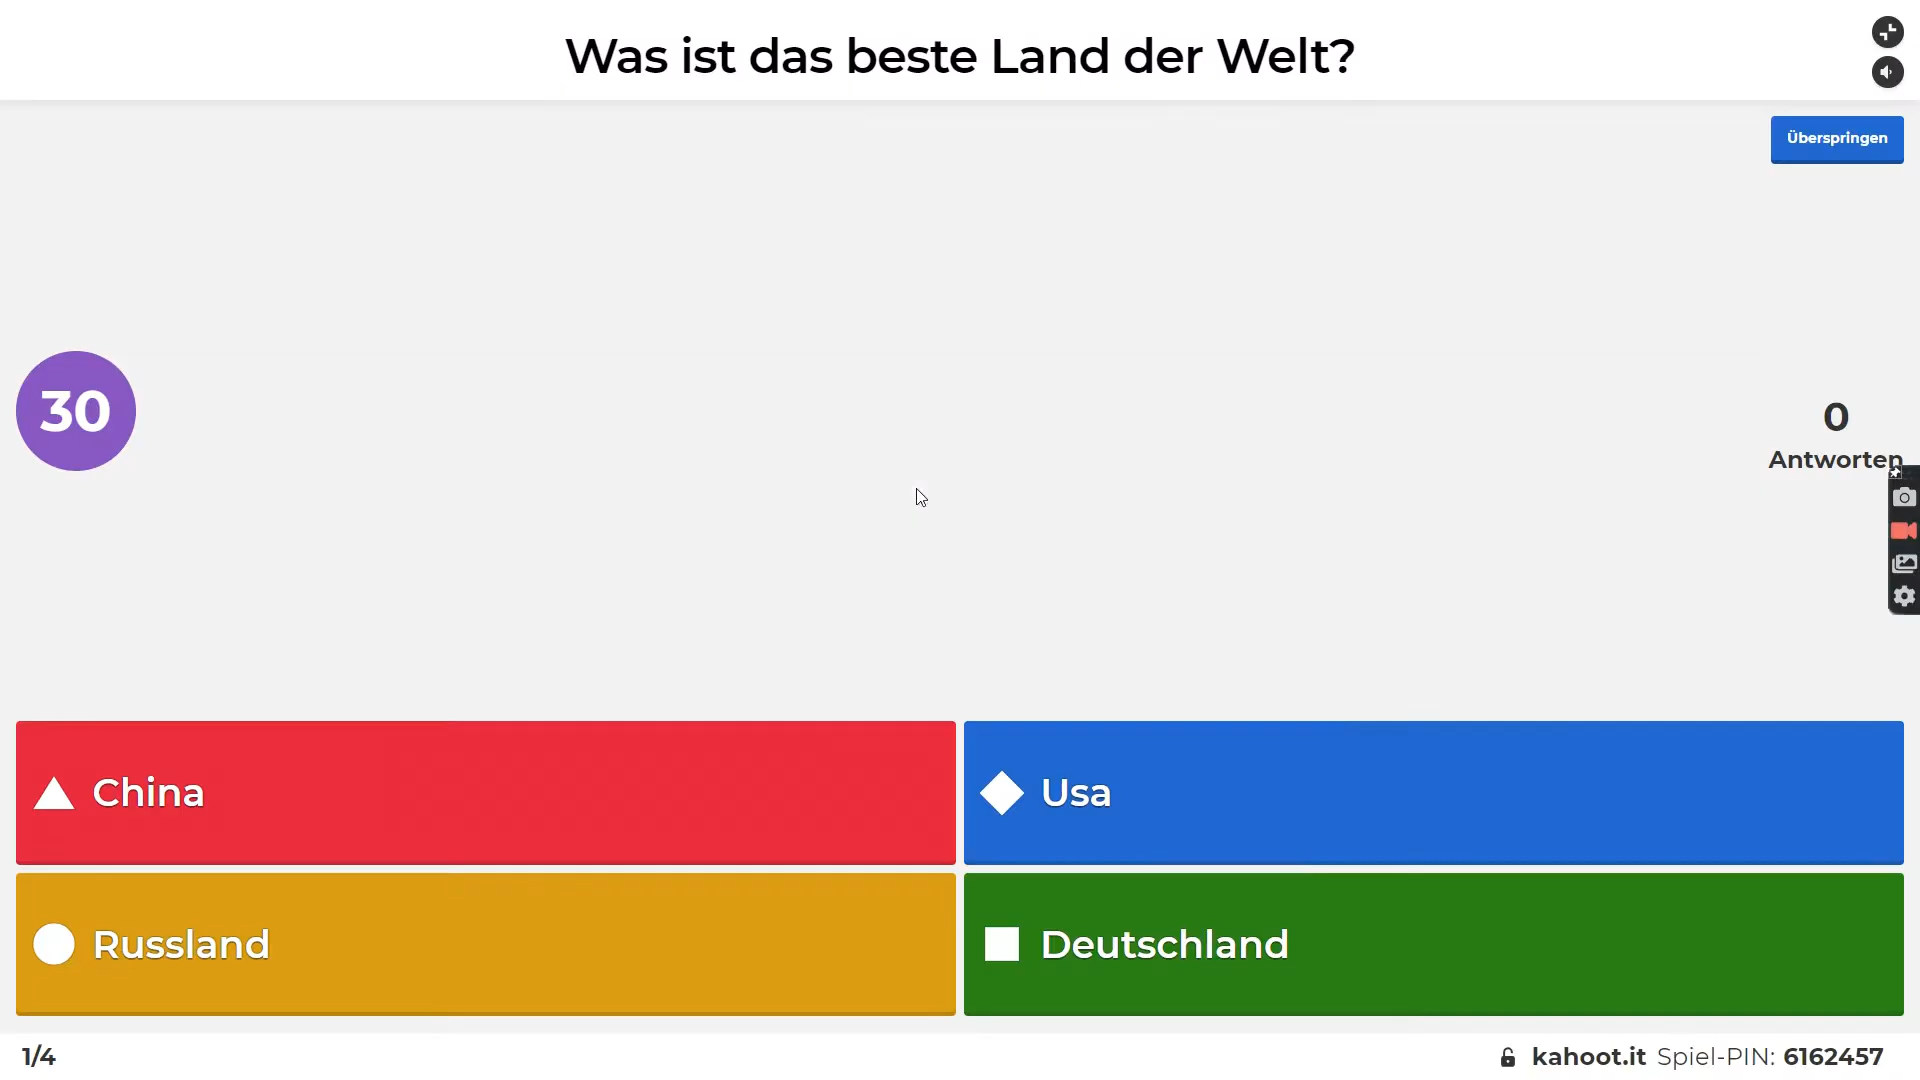 Was ist das beste Land der Welt?
Überspringen
30
0
Antworten
China
Usa
Russland
Deutschland
1/4
kahoot.it Spiel-PIN: 6162457